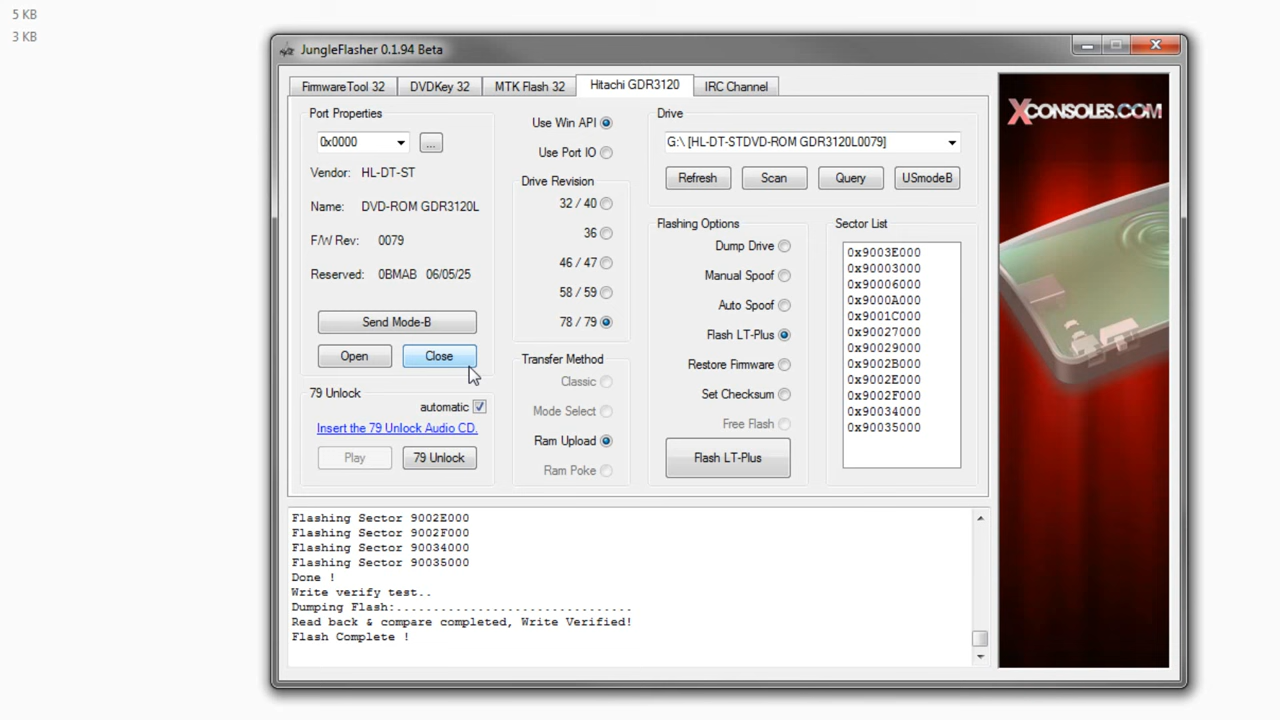 5 KB
3 KB
JungleFlasher 0.1.94 Beta
FirmwareTool 32
DVDKey 32
MTK Flash 32
Hitachi GDR3120
IRC Channel
Port Properties
0x0000
...
Vendor: HL-DT-ST
Name: DVD-ROM GDR3120L
F/W Rev: 0079
Reserved: 0BMAB 06/05/25
Send Mode-B
Open
Close
79 Unlock
automatic
Insert the 79 Unlock Audio CD.
Play
79 Unlock
Use Win API
Use Port IO
Drive Revision
32 / 40
36
46 / 47
58 / 59
78 / 79
Transfer Method
Classic
Mode Select
Ram Upload
Ram Poke
Drive
G:\ [HL-DT-STDVD-ROM GDR3120L0079]
Refresh
Scan
Query
USmodeB
Flashing Options
Dump Drive
Manual Spoof
Auto Spoof
Flash LT-Plus
Restore Firmware
Set Checksum
Free Flash
Flash LT-Plus
Sector List
0x9003E000
0x90003000
0x90006000
0x9000A000
0x9001C000
0x90027000
0x90029000
0x9002B000
0x9002E000
0x9002F000
0x90034000
0x90035000
Flashing Sector 9002E000
Flashing Sector 9002F000
Flashing Sector 90034000
Flashing Sector 90035000
Done !
Write verify test..
Dumping Flash:................................
Read back & compare completed, Write Verified!
Flash Complete !
XCONSOLES.COM